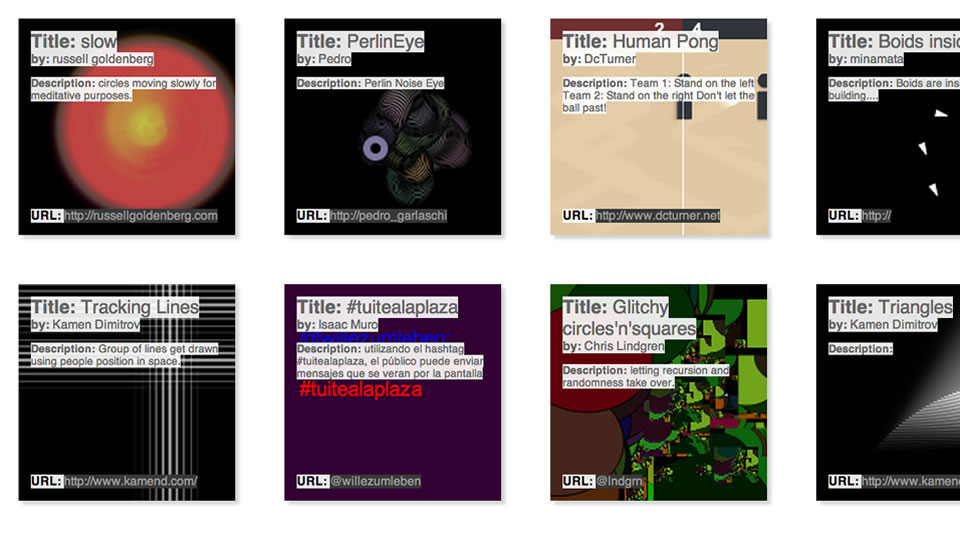 Title: slow
by: russell goldenberg
Description: circles moving slowly for
meditative purposes.
URL: http://russellgoldenberg.com
Title: PerlinEye
by: Pedro
Description: Perlin Noise Eye
URL: http://pedro_garlaschi
2 4
Title: Human Pong
by: DcTurner
Description: Team 1: Stand on the left
Team 2: Stand on the right Don't let the
ball past!
URL: http://www.dcturner.net
Title: Boids
by: minamata
Description: Boids are
building....
URL: http://
Title: Tracking Lines
by: Kamen Dimitrov
Description: Group of lines get drawn
using people position in space.
URL: http://www.kamend.com/
Title: #tuitealaplaza
by: Isaac Muro
@willezumleben:
Description: utilizando el hashtag
#tuitealaplaza, el público puede enviar
mensajes que se veran por la pantalla
#tuitealaplaza
URL: @willezumleben
Title: Glitchy
circles'n'squares
by: Chris Lindgren
Description: letting recursion and
randomness take over.
URL: @lndgrn
Title: Triangles
by: Kamen Dimitrov
Description:
URL: http://www.kamend